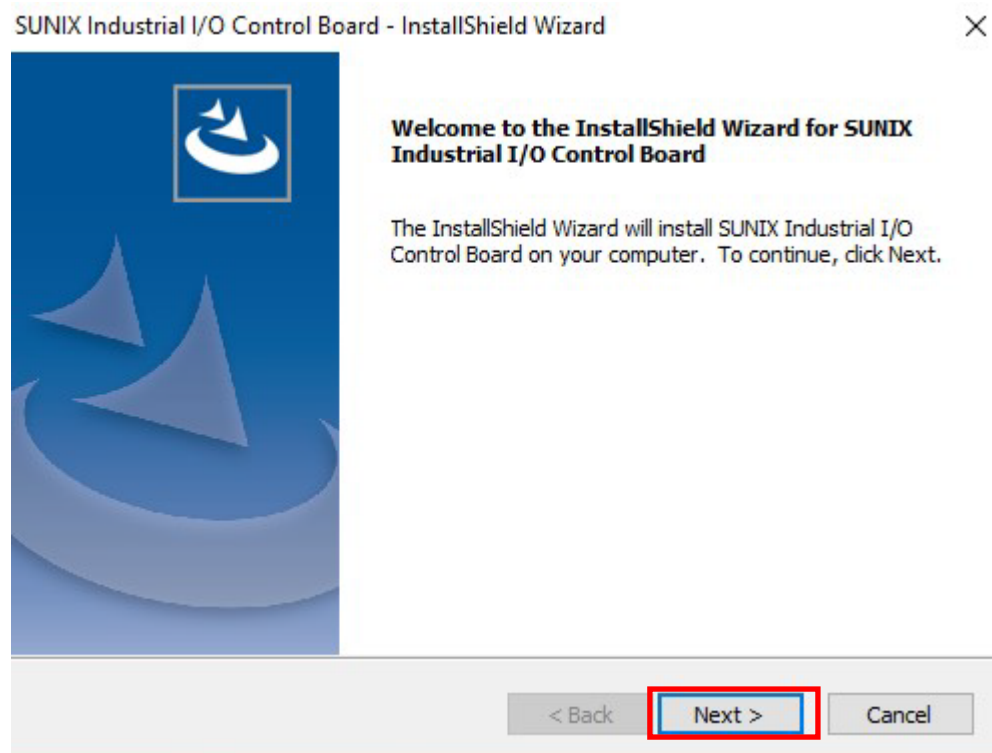 SUNIX Industrial I/O Control Board - InstallShield Wizard
Welcome to the InstallShield Wizard for SUNIX
Industrial I/O Control Board
The InstallShield Wizard will install SUNIX Industrial I/O
Control Board on your computer.  To continue, click Next.
< Back
Next >
Cancel